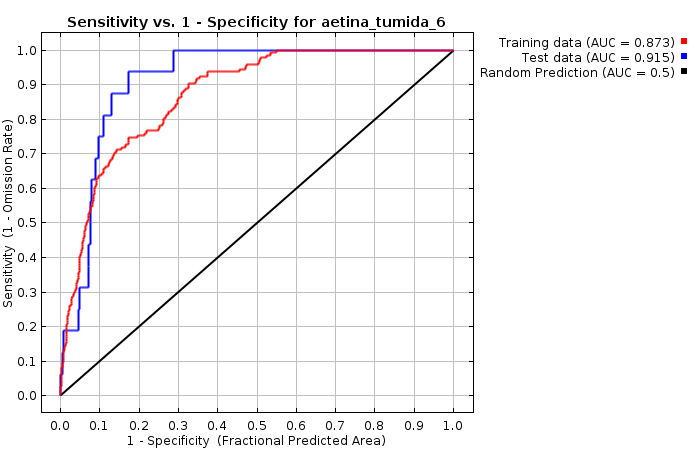 Sensitivity vs. 1 - Specificity for aetina_tumida_6
Training data (AUC = 0.873)
Test data (AUC = 0.915)
Random Prediction (AUC = 0.5)
Sensitivity (1 - Omission Rate)
1.0
0.9
0.8
0.7
0.6
0.5
0.4
0.3
0.2
0.1
0.0
0.0 0.1 0.2 0.3 0.4 0.5 0.6 0.7 0.8 0.9 1.0
1 - Specificity (Fractional Predicted Area)